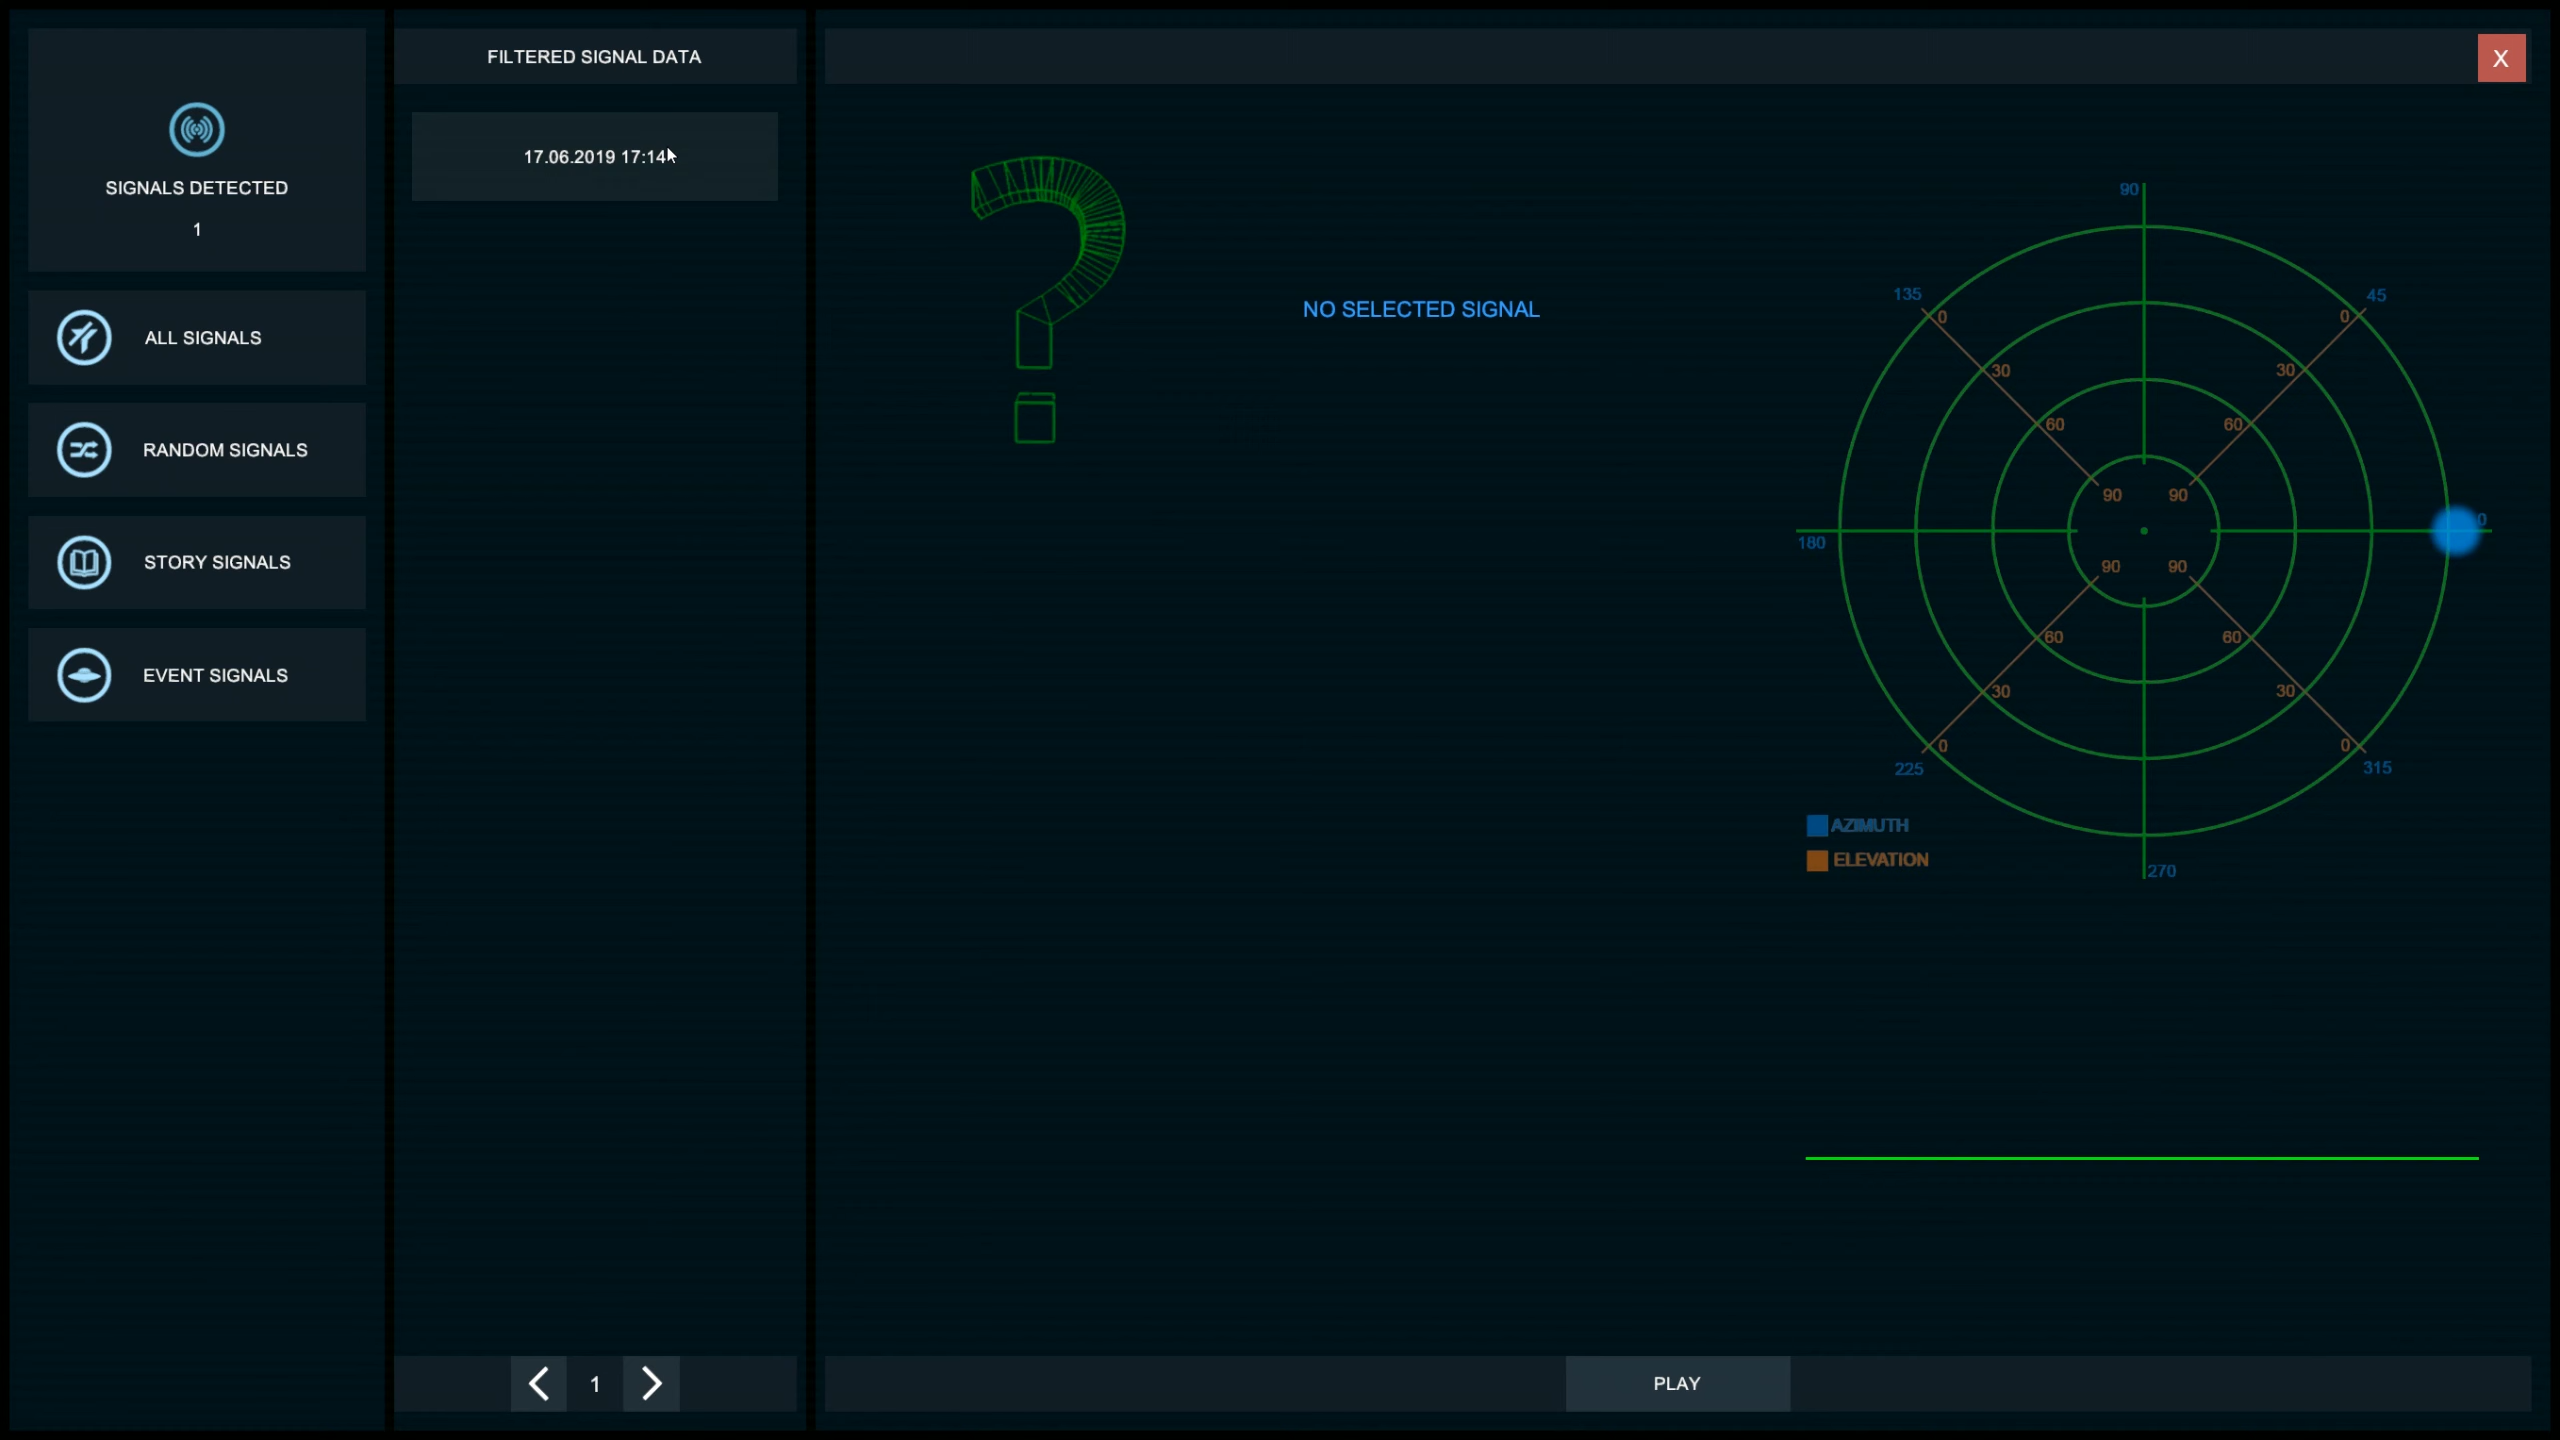 SIGNALS DETECTED
1
ALL SIGNALS
RANDOM SIGNALS
STORY SIGNALS
EVENT SIGNALS
FILTERED SIGNAL DATA
17.06.2019 17:14
1
X
?
NO SELECTED SIGNAL
90
135
45
0
0
30
30
60
60
90
90
0
180
90
90
60
60
30
30
0
0
225
315
AZIMUTH
ELEVATION
270
PLAY